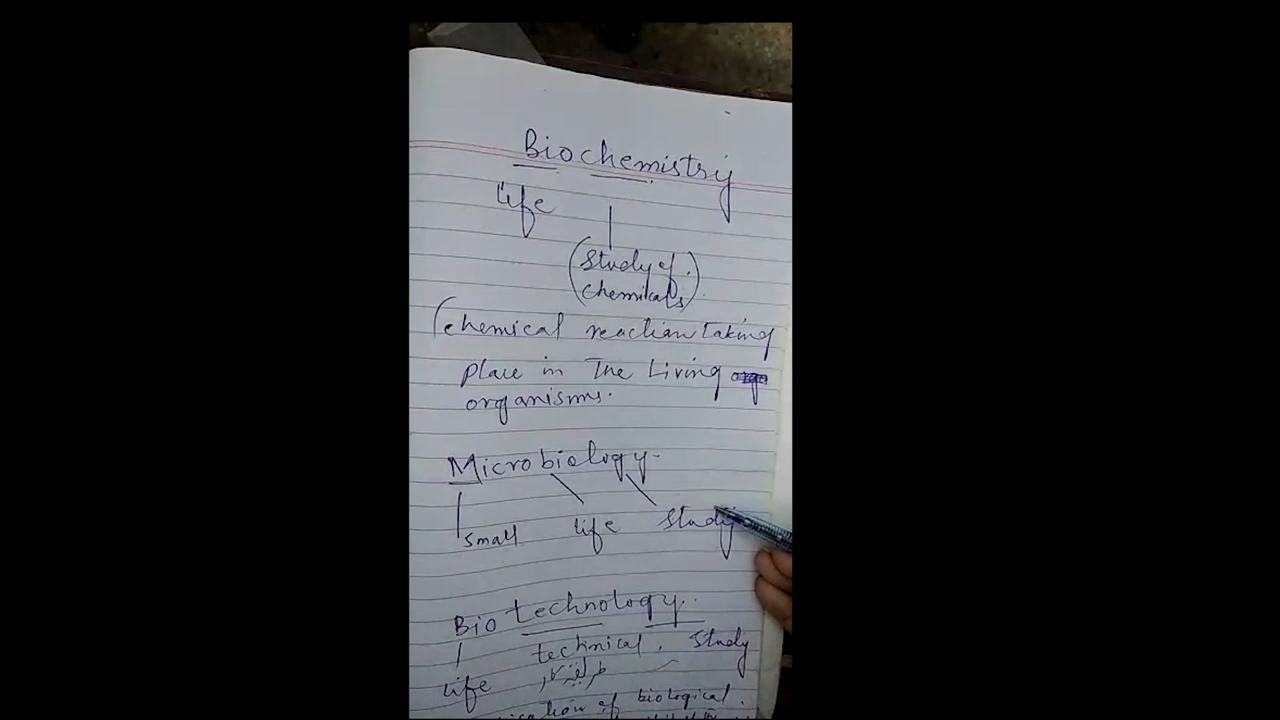 Biochemistry
life
(Study of
chemicals)
(chemical reaction Taking
place in The Living
organisms.
Microbiology.
small life study
Bio technology.
technical. Study
life طریقہ کار
of biological.